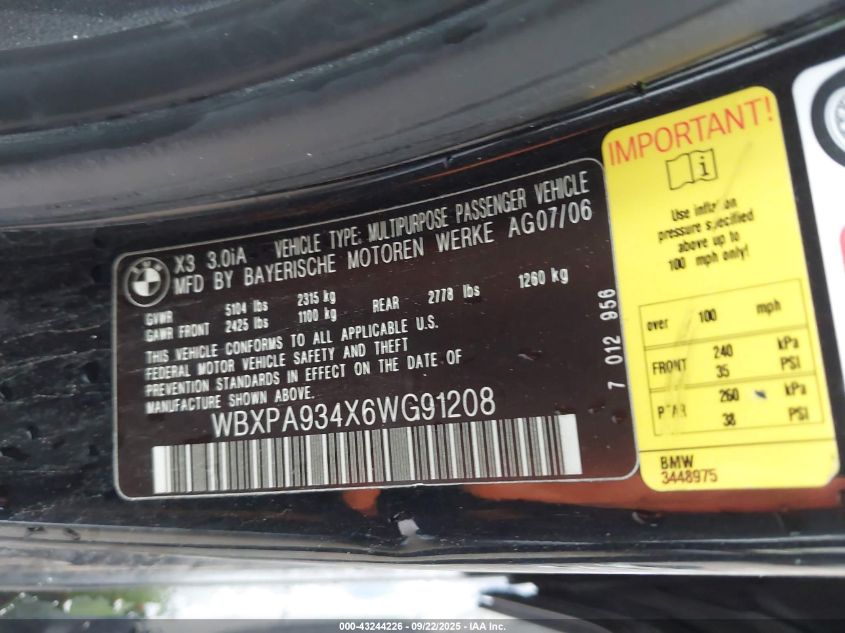 BMW
X3 3.0iA VEHICLE TYPE: MULTIPURPOSE PASSENGER VEHICLE
MFD BY BAYERISCHE MOTOREN WERKE AG07/06
GVWR 5104 lbs 2315 kg
GAWR FRONT 2425 lbs 1100 kg REAR 2778 lbs 1260 kg
THIS VEHICLE CONFORMS TO ALL APPLICABLE U.S.
FEDERAL MOTOR VEHICLE SAFETY AND THEFT
PREVENTION STANDARDS IN EFFECT ON THE DATE OF
MANUFACTURE SHOWN ABOVE.
WBXPA934X6WG91208
7 012 956
IMPORTANT!
i
Use inflation
pressure specified
above up to
100 mph only!
over 100 mph
FRONT 240 kPa
35 PSI
REAR 260 kPa
38 PSI
BMW
3448975
000-43244226 - 09/22/2025 - IAA Inc.